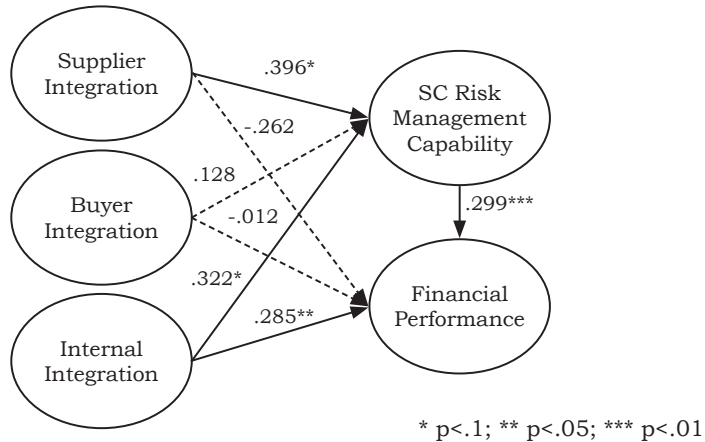 Supplier
Integration
.396*
SC Risk
Management
Capability
-.262
.128
Buyer
Integration
-.012
.299***
.322*
.285**
Financial
Performance
Internal
Integration
* p<.1; ** p<.05; *** p<.01